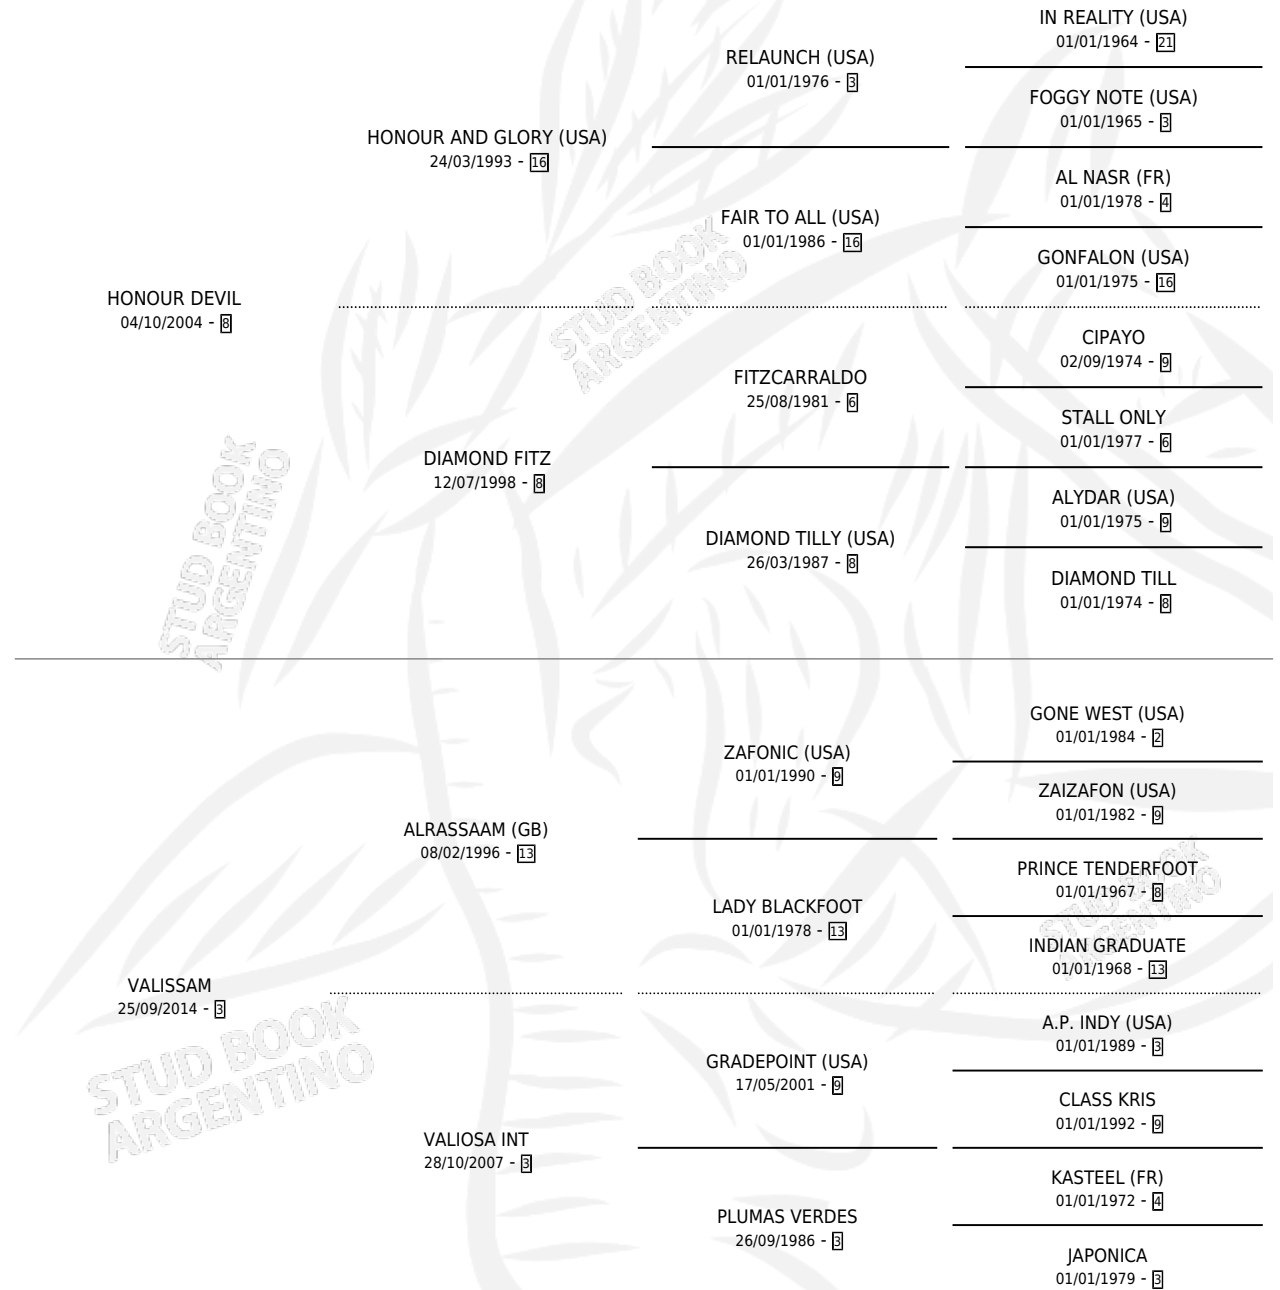 IN REALITY (USA)
01/01/1964 - 21
RELAUNCH (USA)
01/01/1976 - 3
FOGGY NOTE (USA)
01/01/1965 - 3
HONOUR AND GLORY (USA)
24/03/1993 - 16
AL NASR (FR)
01/01/1978 - 4
FAIR TO ALL (USA)
01/01/1986 - 16
GONFALON (USA)
01/01/1975 - 16
STUD BOOK
ARGENTINO
HONOUR DEVIL
04/10/2004 - 8
CIPAYO
02/09/1974 - 9
FITZCARRALDO
25/08/1981 - 6
STALL ONLY
01/01/1977 - 6
DIAMOND FITZ
12/07/1998 - 8
ALYDAR (USA)
01/01/1975 - 9
DIAMOND TILLY (USA)
26/03/1987 - 8
DIAMOND TILL
01/01/1974 - 8
STUD BOOK
ARGENTINO
GONE WEST (USA)
01/01/1984 - 2
ZAFONIC (USA)
01/01/1990 - 9
ZAIZAFON (USA)
01/01/1982 - 9
ALRASSAAM (GB)
08/02/1996 - 13
PRINCE TENDERFOOT
01/01/1967 - 8
LADY BLACKFOOT
01/01/1978 - 13
STUD BOOK
ARGENTINO
INDIAN GRADUATE
01/01/1968 - 13
VALISSAM
25/09/2014 - 3
A.P. INDY (USA)
01/01/1989 - 3
GRADEPOINT (USA)
17/05/2001 - 9
CLASS KRIS
01/01/1992 - 9
STUD BOOK
ARGENTINO
VALIOSA INT
28/10/2007 - 3
KASTEEL (FR)
01/01/1972 - 4
PLUMAS VERDES
26/09/1986 - 3
JAPONICA
01/01/1979 - 3